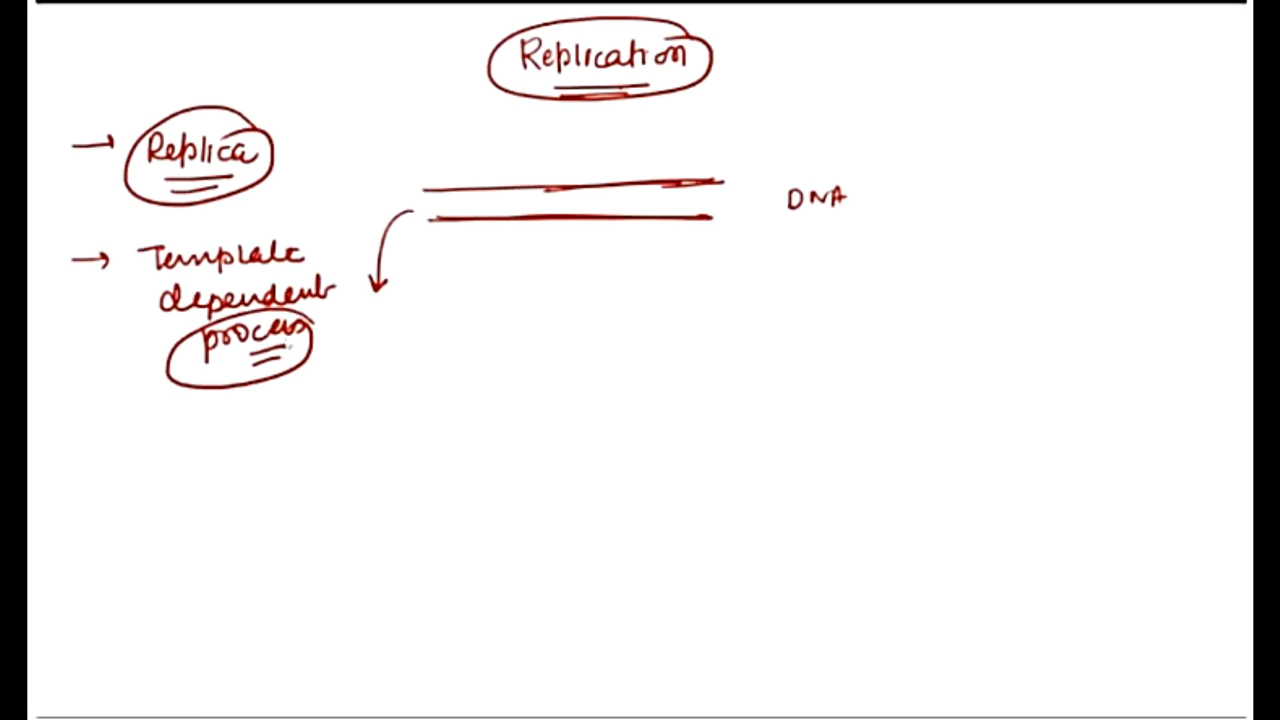 Replication
→ Replica
DNA
→ Template
dependent
process